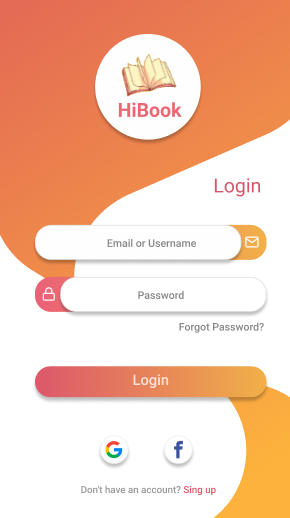 HiBook
Login
Email or Username
Password
Forgot Password?
Login
Don't have an account? Sing up